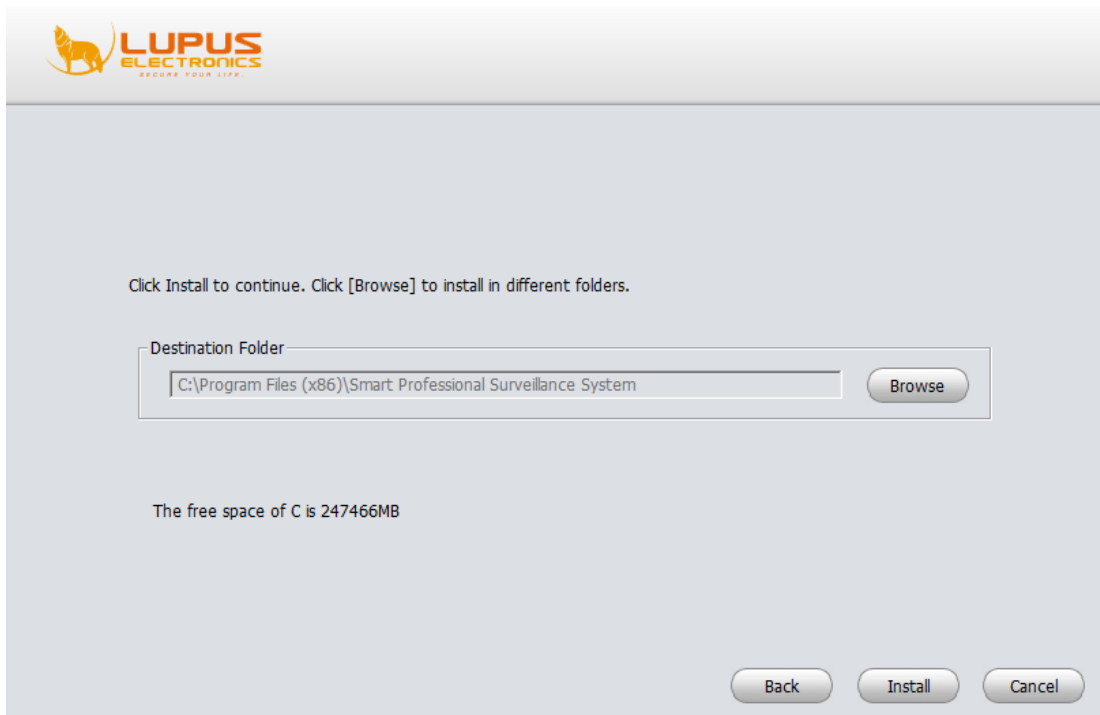 LUPUS
ELECTRONICS
SECURE YOUR LIFE.
Click Install to continue. Click [Browse] to install in different folders.
Destination Folder
C:\Program Files (x86)\Smart Professional Surveillance System
Browse
The free space of C is 247466MB
Back
Install
Cancel